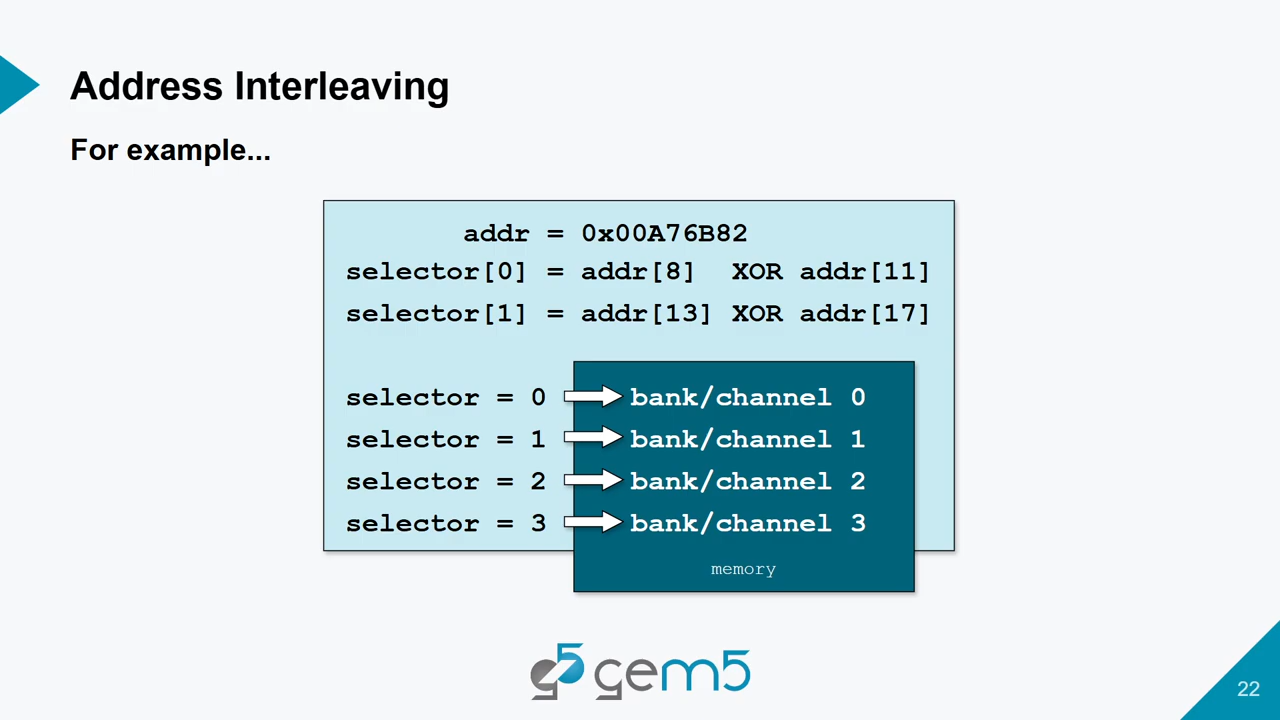 Address Interleaving
For example...
addr = 0x00A76B82
selector[0] = addr[8] XOR addr[11]
selector[1] = addr[13] XOR addr[17]
selector = 0 bank/channel 0
selector = 1 bank/channel 1
selector = 2 bank/channel 2
selector = 3 bank/channel 3
memory
g5 gem5
22